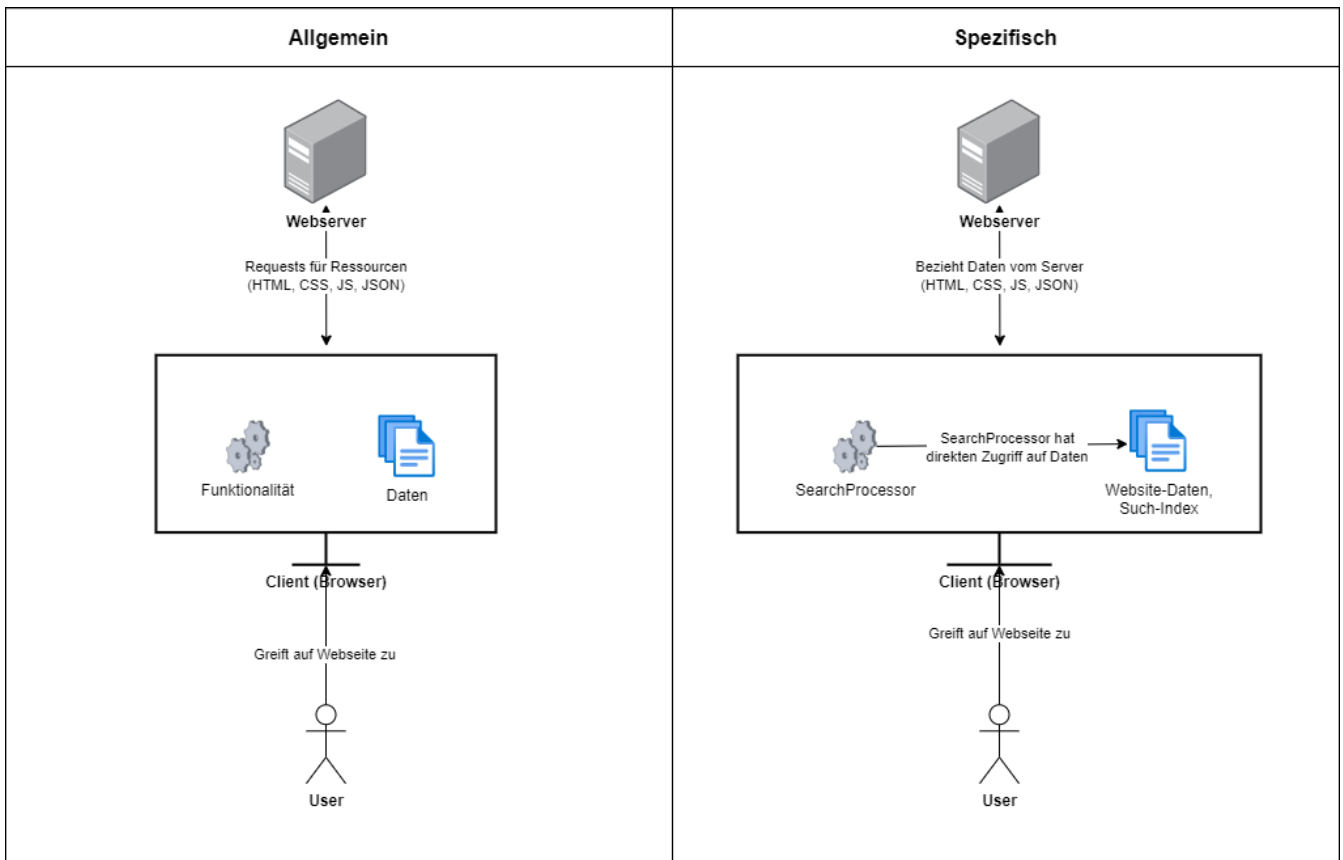 Allgemein
Webserver
Requests für Ressourcen
(HTML, CSS, JS, JSON)
Funktionalität
Daten
Client (Browser)
Greift auf Webseite zu
User
Spezifisch
Webserver
Bezieht Daten vom Server
(HTML, CSS, JS, JSON)
SearchProcessor hat
direkten Zugriff auf Daten
SearchProcessor
Website-Daten,
Such-Index
Client (Browser)
Greift auf Webseite zu
User